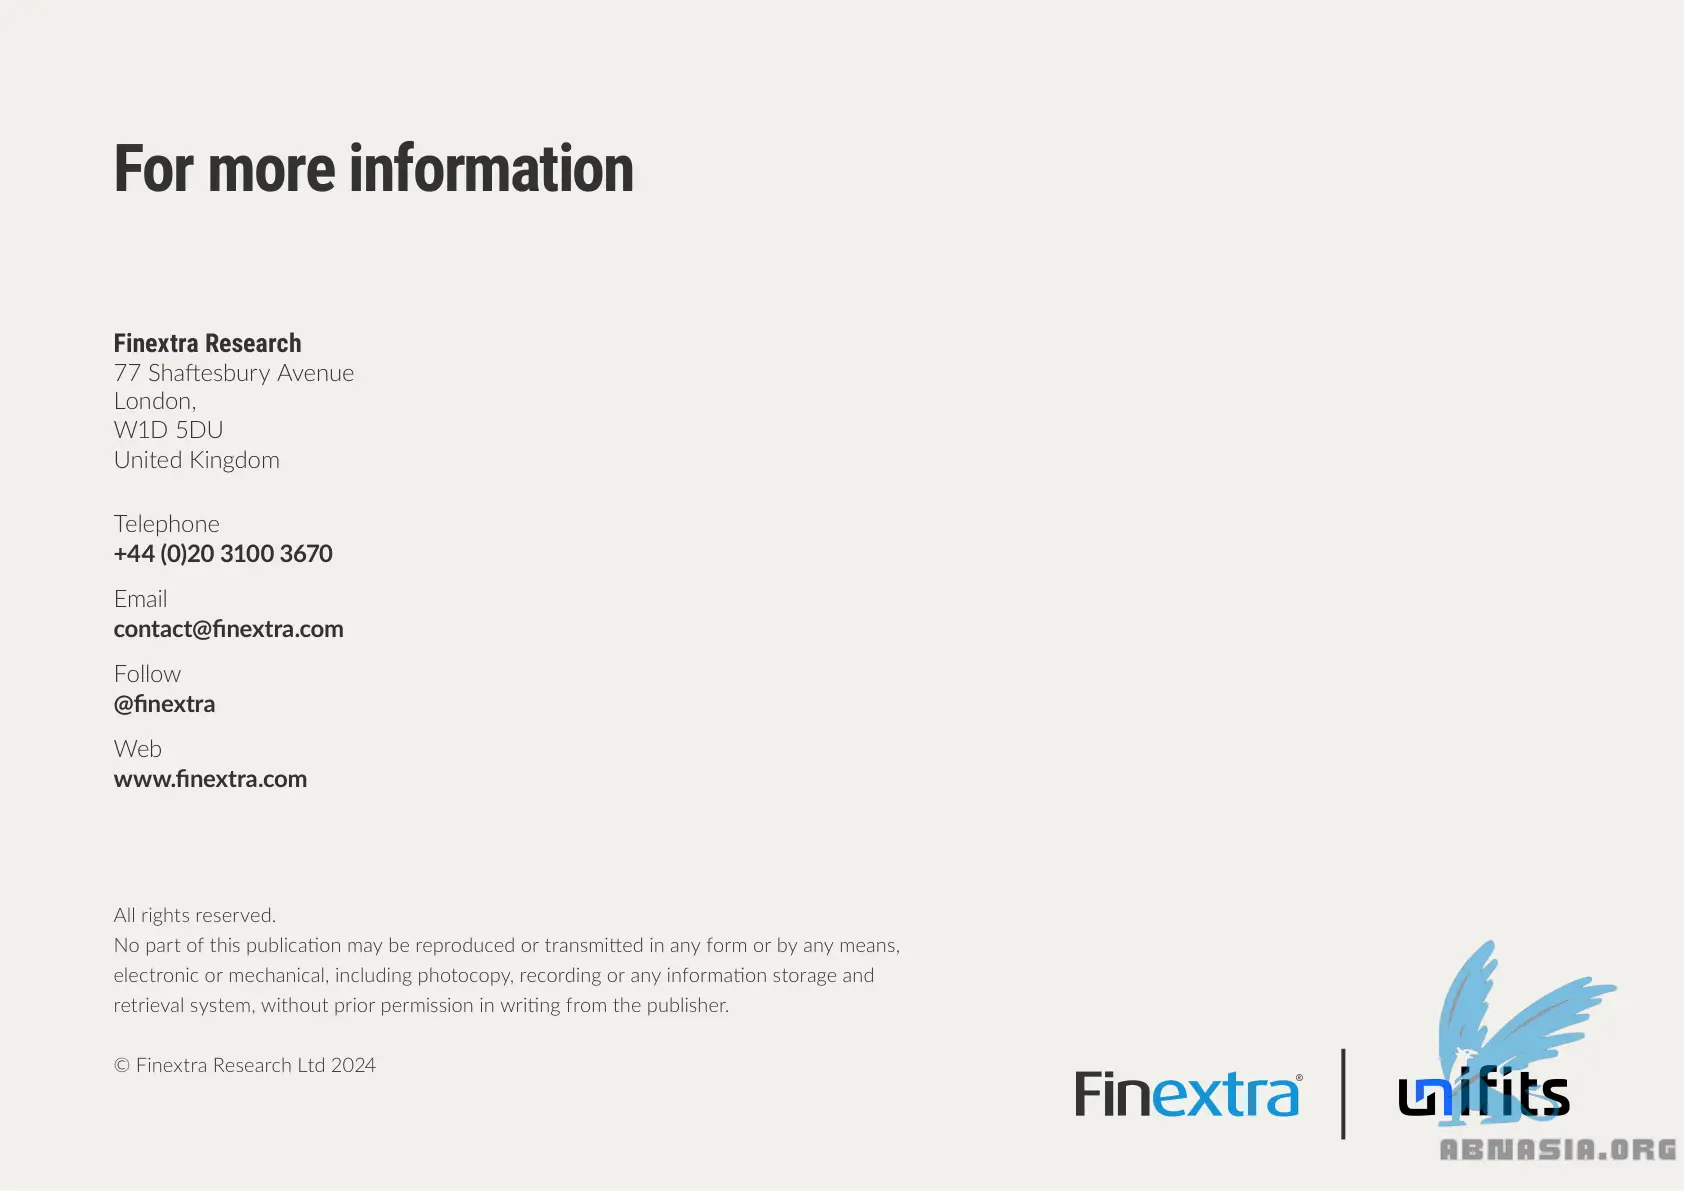 For more information
Finextra Research
77 Shaftesbury Avenue
London,
W1D 5DU
United Kingdom
Telephone
+44 (0)20 3100 3670
Email
contact@finextra.com
Follow
@finextra
Web
www.finextra.com
All rights reserved.
No part of this publication may be reproduced or transmitted in any form or by any means,
electronic or mechanical, including photocopy, recording or any information storage and
retrieval system, without prior permission in writing from the publisher.
© Finextra Research Ltd 2024
Finextra®
unifits
ABNASIA.ORG